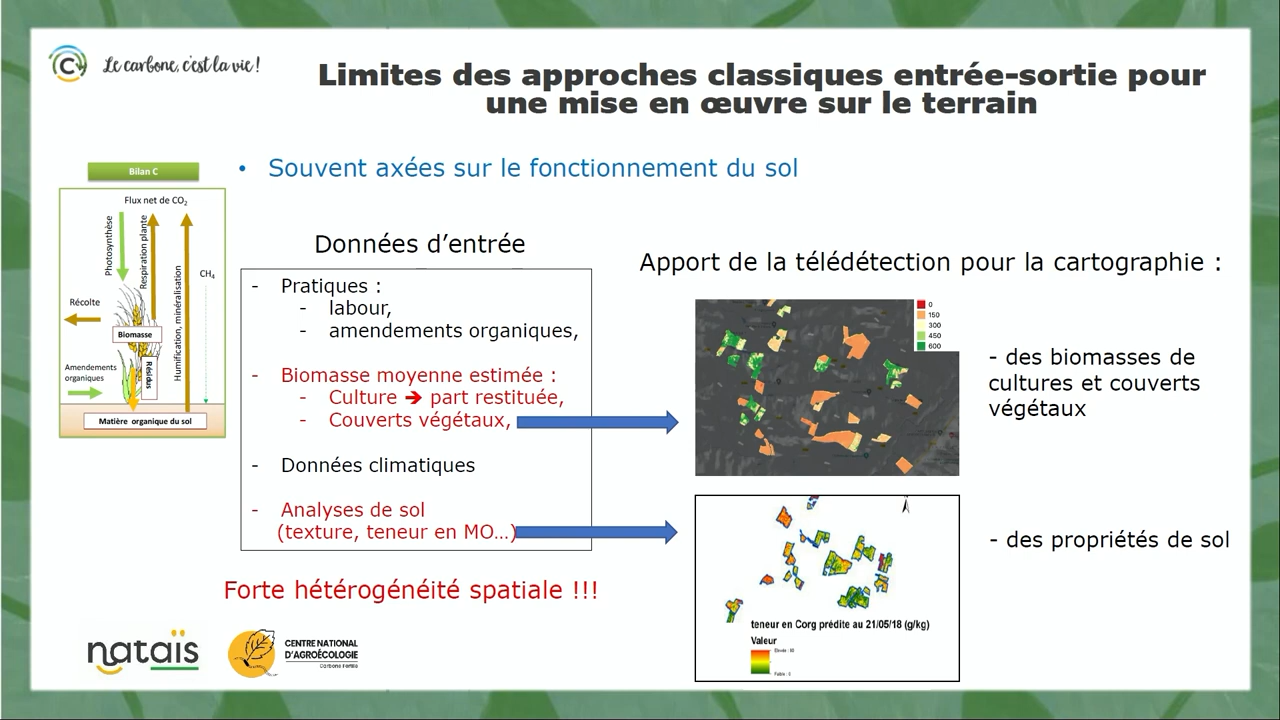 Le carbone, c'est la vie !
Limites des approches classiques entrée-sortie pour
une mise en œuvre sur le terrain
• Souvent axées sur le fonctionnement du sol
Bilan C
Flux net de CO₂
Photosynthèse
Respiration plante
Humification, minéralisation
CH₄
Récolte
Biomasse
Résidus
Amendements
organiques
Matière organique du sol
Données d'entrée
- Pratiques :
- labour,
- amendements organiques,
- Biomasse moyenne estimée :
- Culture ➔ part restituée,
- Couverts végétaux,
- Données climatiques
- Analyses de sol
(texture, teneur en MO…)
Forte hétérogénéité spatiale !!!
Apport de la télédétection pour la cartographie :
0
150
300
450
600
- des biomasses de
cultures et couverts
végétaux
teneur en Corg prédite au 21/05/18 (g/kg)
Valeur
- des propriétés de sol
nataïs
CENTRE NATIONAL
D'AGROÉCOLOGIE
Carbone Fertile